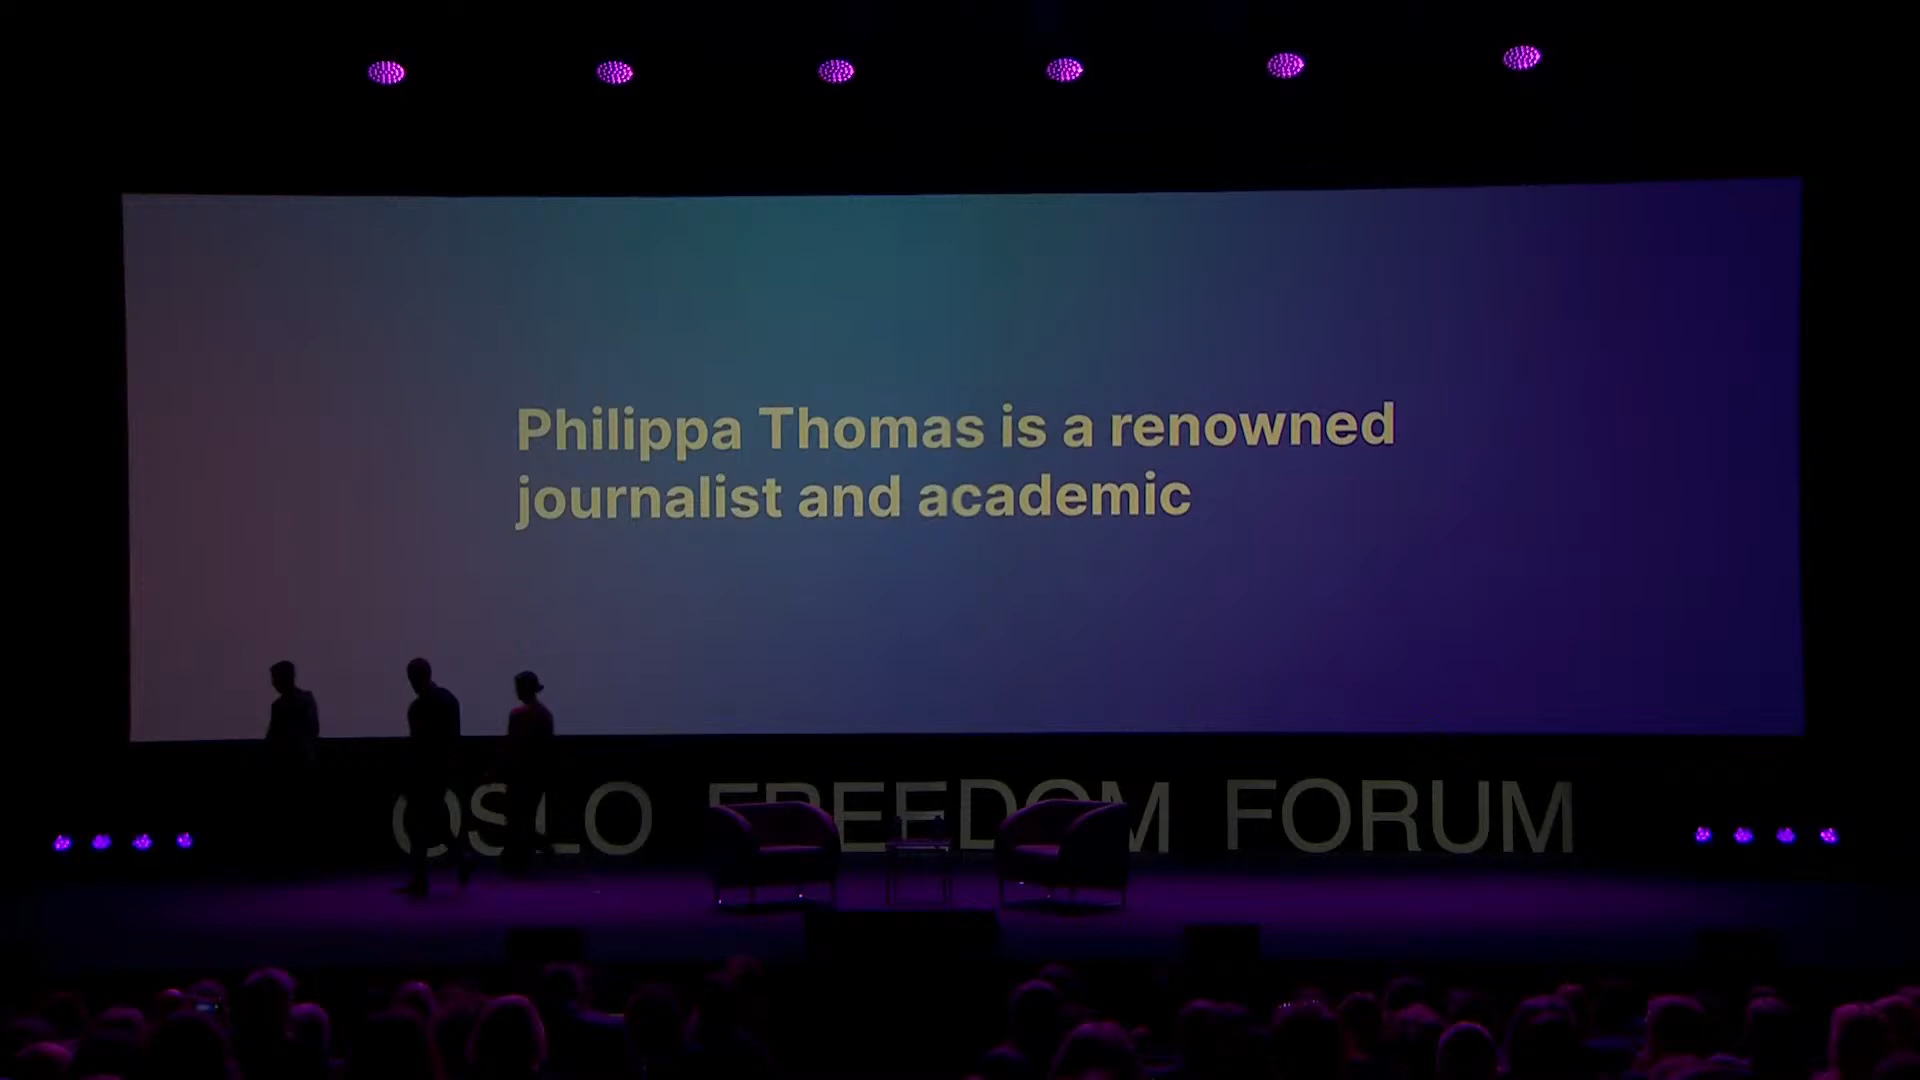 Philippa Thomas is a renowned
journalist and academic
OSLO FREEDOM FORUM